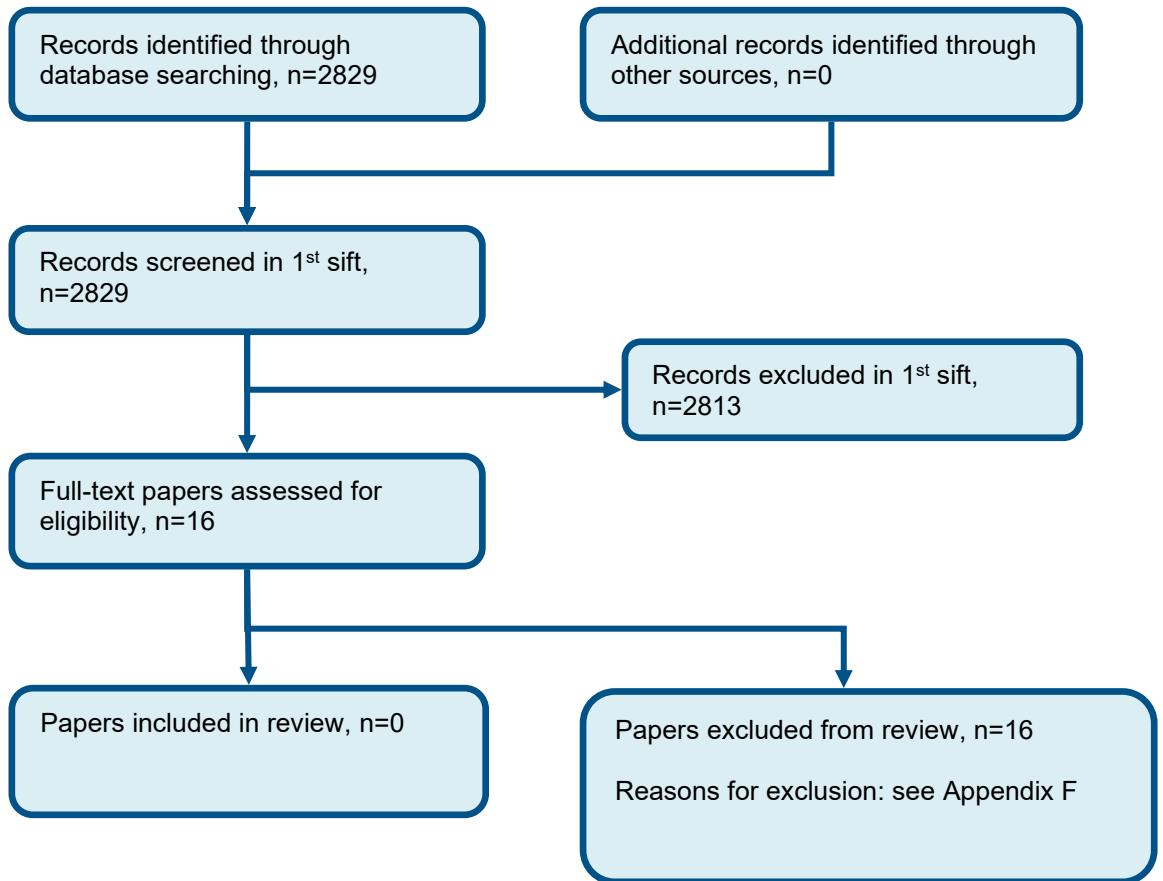 Records identified through
database searching, n=2829
Additional records identified through
other sources, n=0
Records screened in 1st sift,
n=2829
Records excluded in 1st sift,
n=2813
Full-text papers assessed for
eligibility, n=16
Papers included in review, n=0
Papers excluded from review, n=16
Reasons for exclusion: see Appendix F